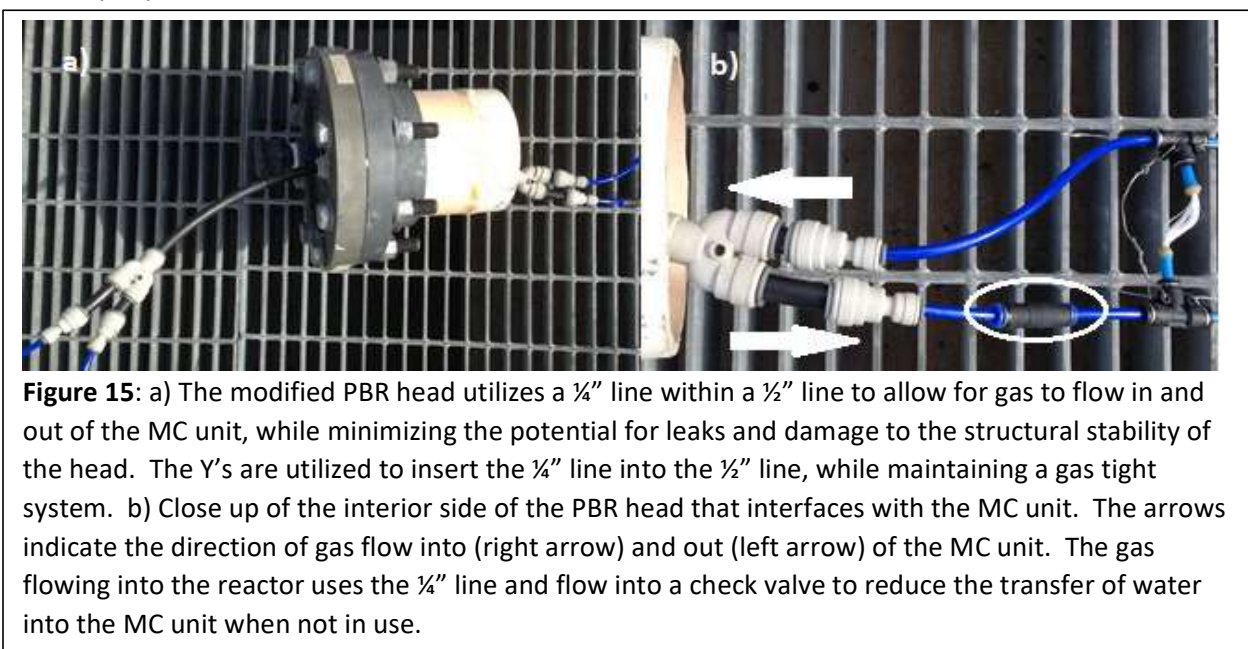 a)
b)
Figure 15: a) The modified PBR head utilizes a ¼” line within a ½” line to allow for gas to flow in and
out of the MC unit, while minimizing the potential for leaks and damage to the structural stability of
the head. The Y’s are utilized to insert the ¼” line into the ½” line, while maintaining a gas tight
system. b) Close up of the interior side of the PBR head that interfaces with the MC unit. The arrows
indicate the direction of gas flow into (right arrow) and out (left arrow) of the MC unit. The gas
flowing into the reactor uses the ¼” line and flow into a check valve to reduce the transfer of water
into the MC unit when not in use.